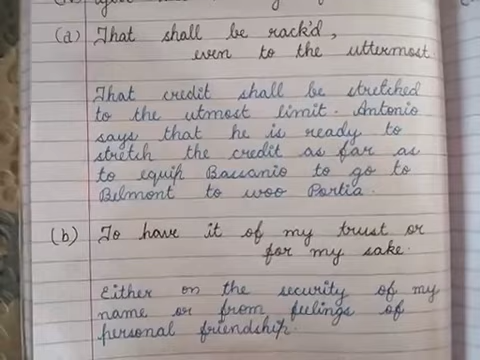 (a) That shall be rack'd,
even to the uttermost.
That credit shall be stretched
to the utmost limit. Antonio
says that he is ready to
stretch the credit as far as
to equip Bassanio to go to
Belmont to woo Portia.
(b) To have it of my trust or
for my sake.
Either on the security of my
name or from feelings of
personal friendship.